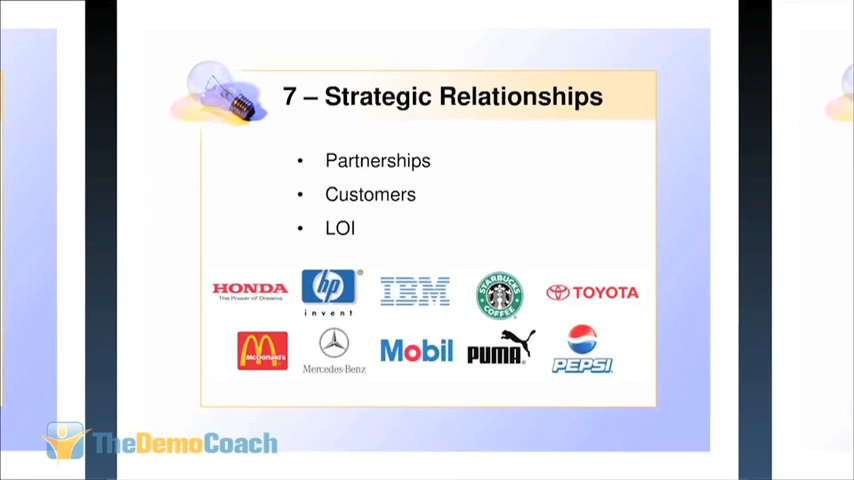 7 – Strategic Relationships
• Partnerships
• Customers
• LOI
HONDA
The Power of Dreams
hp®
invent
IBM
STARBUCKS
COFFEE
TOYOTA
McDonald's
Mercedes-Benz
Mobil
PUMA
PEPSI
TheDemoCoach